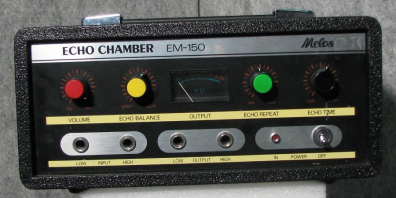 ECHO CHAMBER EM-150 Melos
VU
VOLUME ECHO BALANCE OUTPUT ECHO REPEAT ECHO TIME
LOW INPUT HIGH LOW OUTPUT HIGH IN POWER OFF